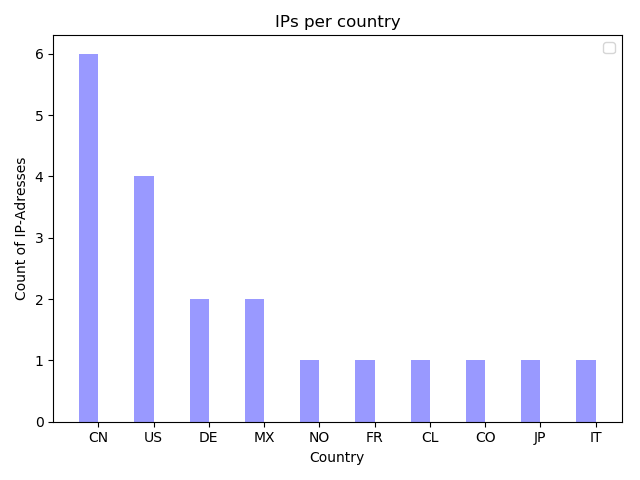 IPs per country
Count of IP-Adresses
6
5
4
3
2
1
0
CN US DE MX NO FR CL CO JP IT
Country